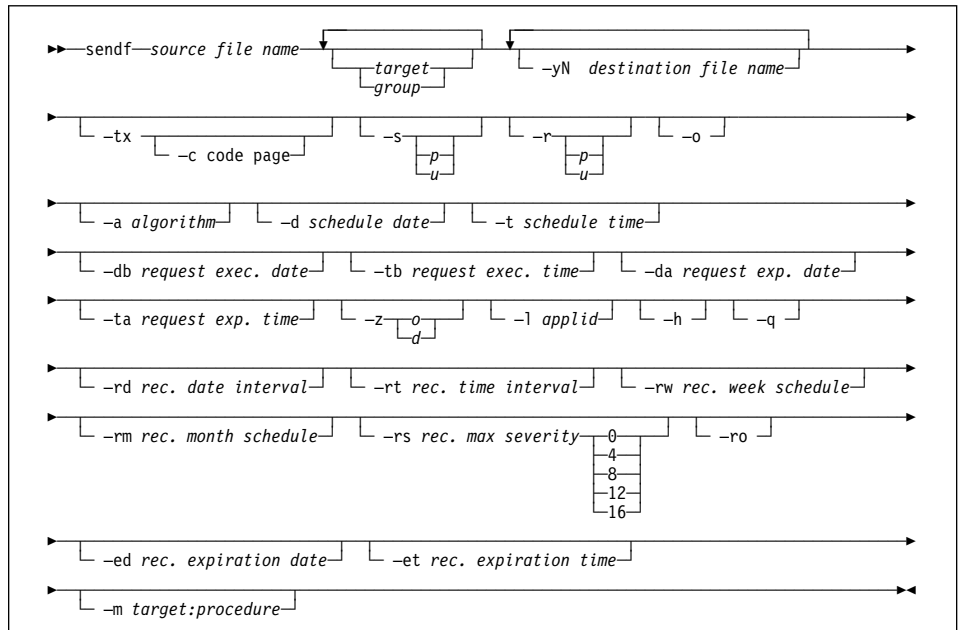 sendf source file name target –yN destination file name
group
–tx –c code page –s p u –r p u –o
–a algorithm –d schedule date –t schedule time
–db request exec. date –tb request exec. time –da request exp. date
–ta request exp. time –z o d –l applid –h –q
–rd rec. date interval –rt rec. time interval –rw rec. week schedule
–rm rec. month schedule –rs rec. max severity 0 –ro
4
8
12
16
–ed rec. expiration date –et rec. expiration time
–m target:procedure